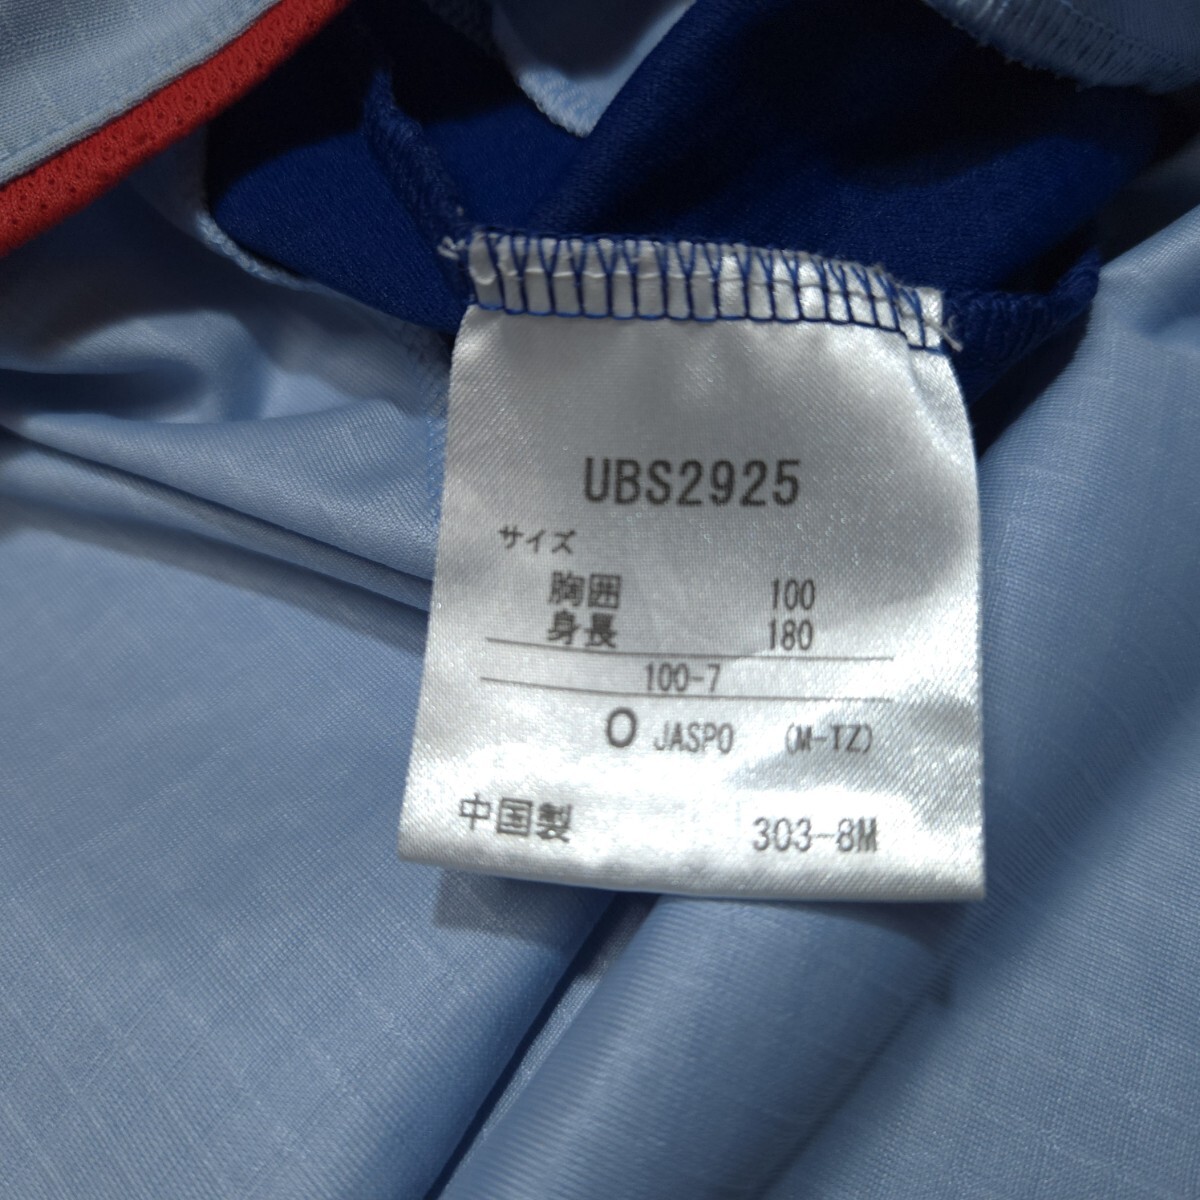 UBS2925
サイズ
胸囲 100
身長 180
100-7
O JASPO (M-TZ)
中国製 303-8M